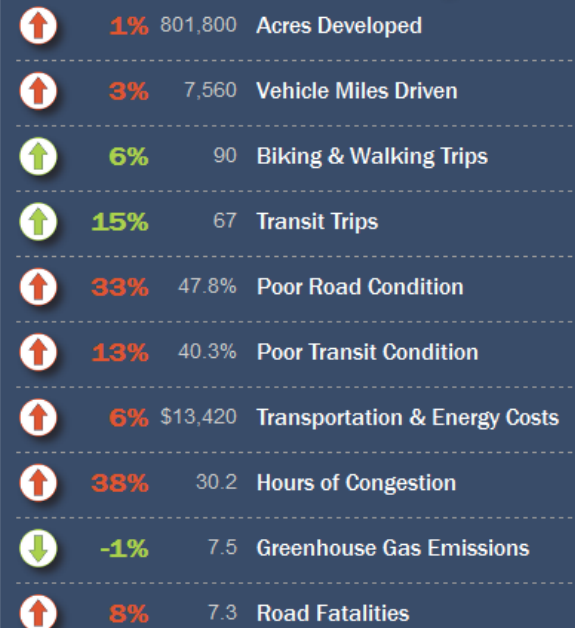 1% 801,800 Acres Developed
3% 7,560 Vehicle Miles Driven
6% 90 Biking & Walking Trips
15% 67 Transit Trips
33% 47.8% Poor Road Condition
13% 40.3% Poor Transit Condition
6% $13,420 Transportation & Energy Costs
38% 30.2 Hours of Congestion
-1% 7.5 Greenhouse Gas Emissions
8% 7.3 Road Fatalities